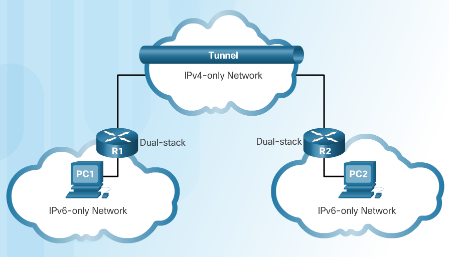 Tunnel
IPv4-only Network
R1
Dual-stack
Dual-stack
R2
PC1
PC2
IPv6-only Network
IPv6-only Network